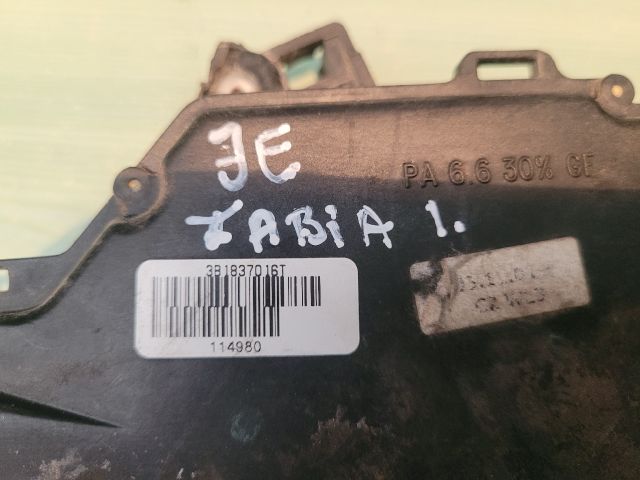 JE
PA 6.6 30% GF
FABIA 1.
3B1837016T
114980